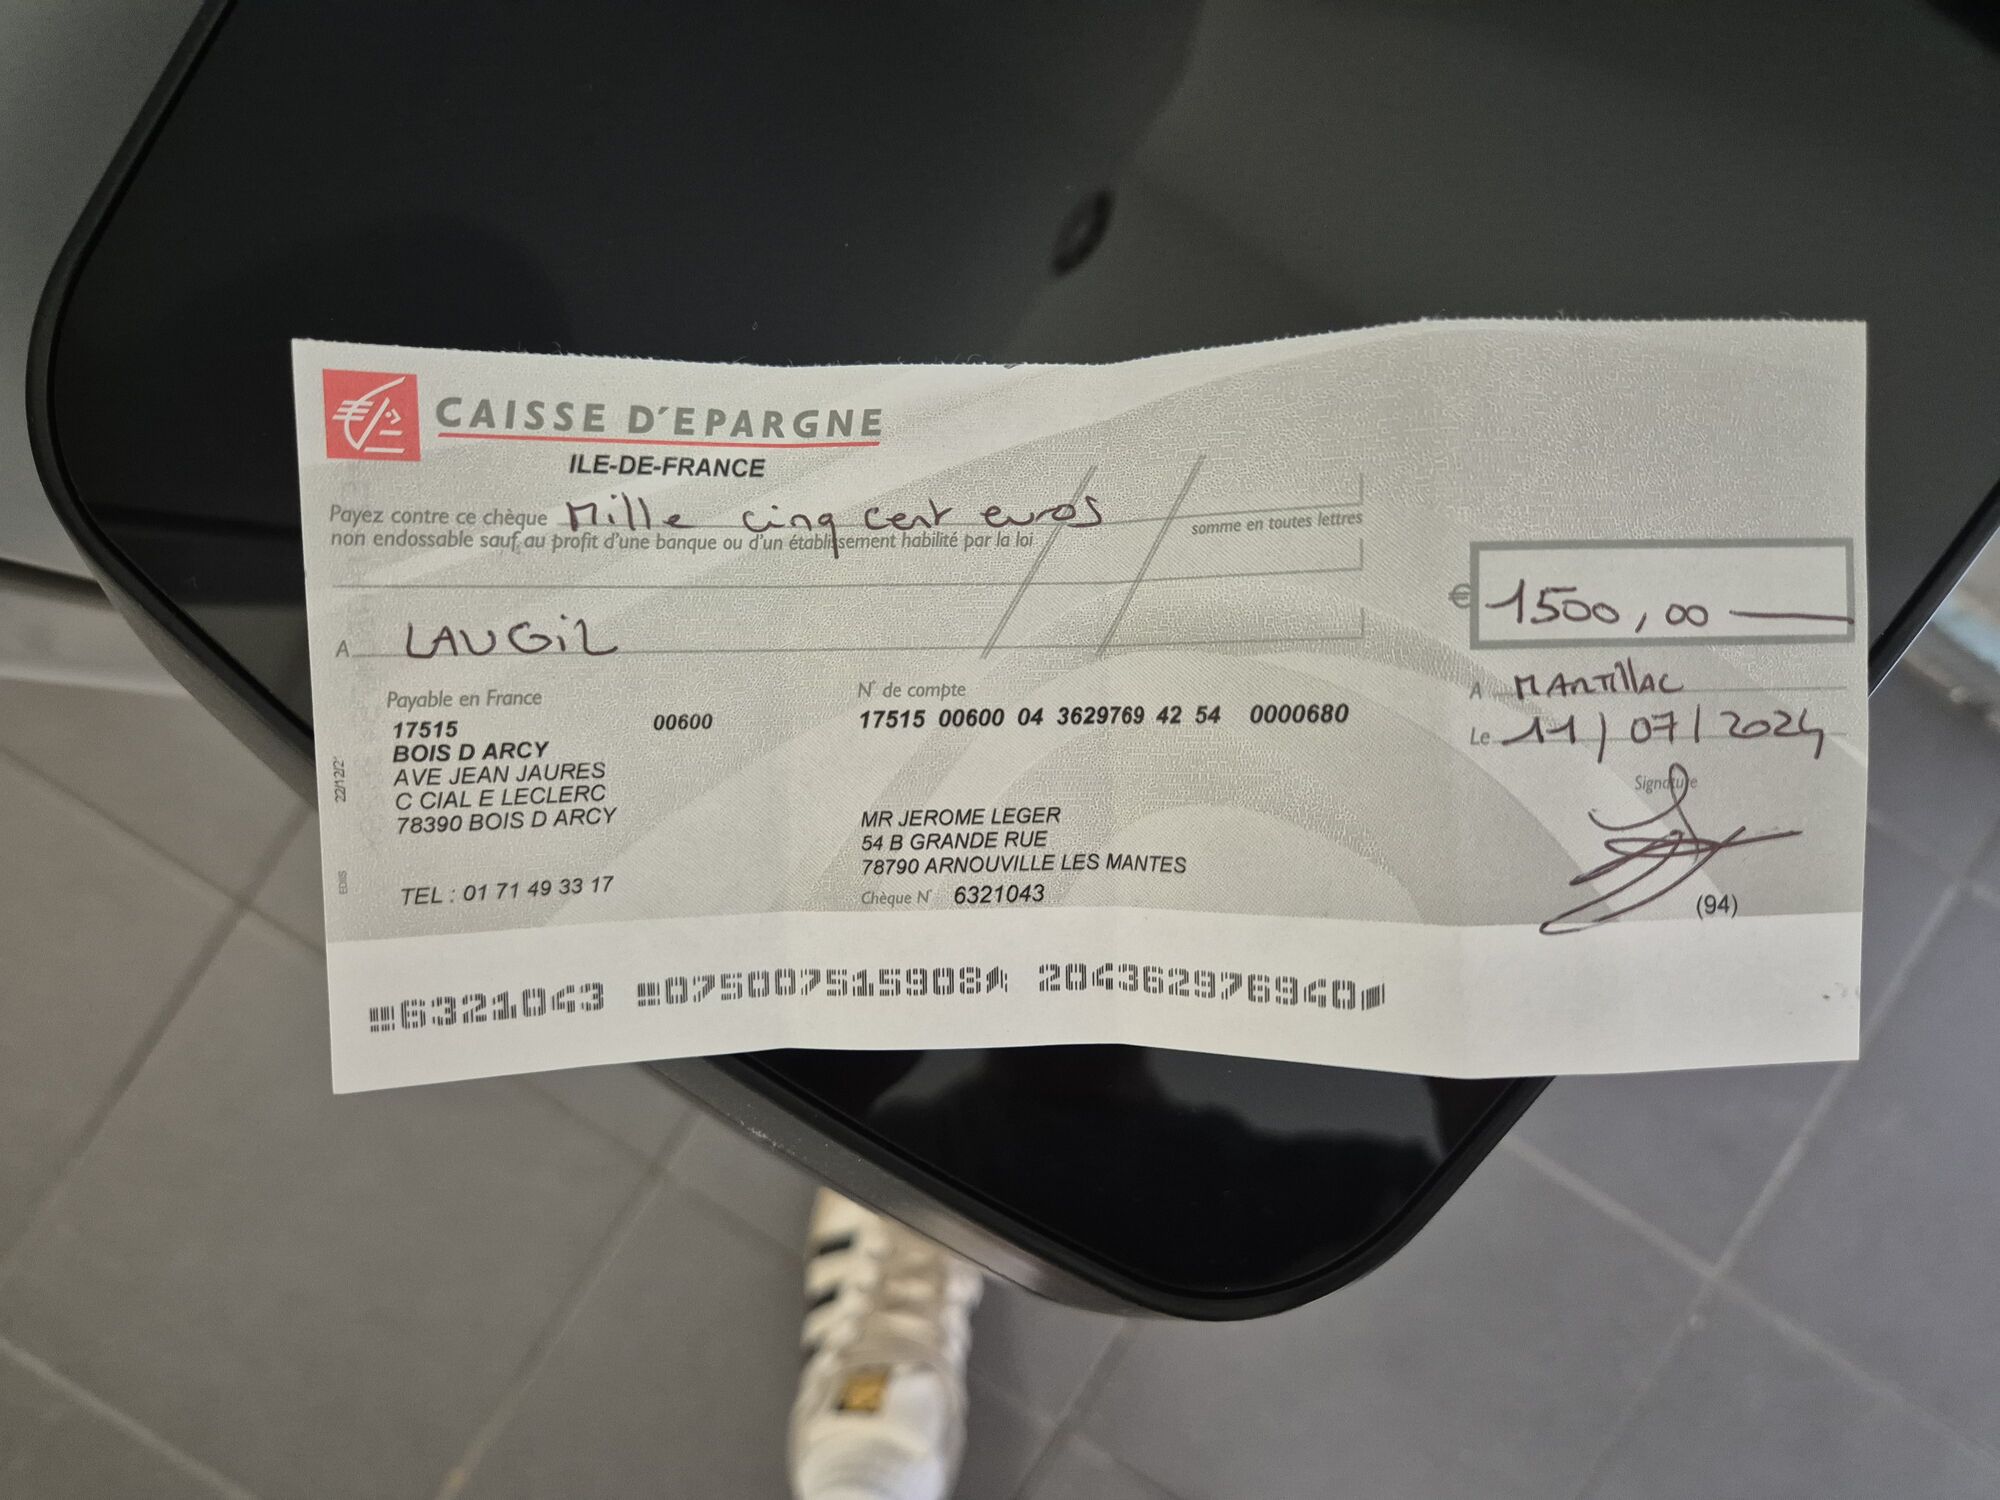 CAISSE D'EPARGNE
ILE-DE-FRANCE
Payez contre ce chèque Mille cinq cent euros
somme en toutes lettres
non endossable sauf au profit d'une banque ou d'un établissement habilité par la loi
€ 1500,00
A LAUGIL
A MARTILLAC
Le 11/07/2024
Signature
Payable en France
17515 00600
BOIS D ARCY
AVE JEAN JAURES
C CIAL E LECLERC
78390 BOIS D ARCY
TEL : 01 71 49 33 17
N° de compte
17515 00600 04 3629769 42 54 0000680
MR JEROME LEGER
54 B GRANDE RUE
78790 ARNOUVILLE LES MANTES
Chèque N° 6321043
(94)
22/12/2
6321043 075007515908 204362976940